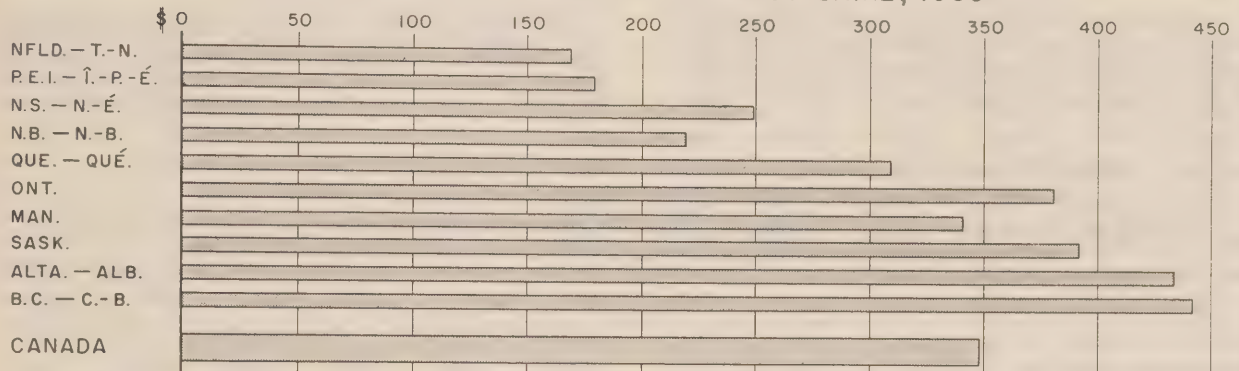 $ 0 50 100 150 200 250 300 350 400 450
NFLD. — T.-N.
P.E.I. — Î.-P.-É.
N.S. — N.-É.
N.B. — N.-B.
QUE. — QUÉ.
ONT.
MAN.
SASK.
ALTA. — ALB.
B.C. — C.-B.
CANADA